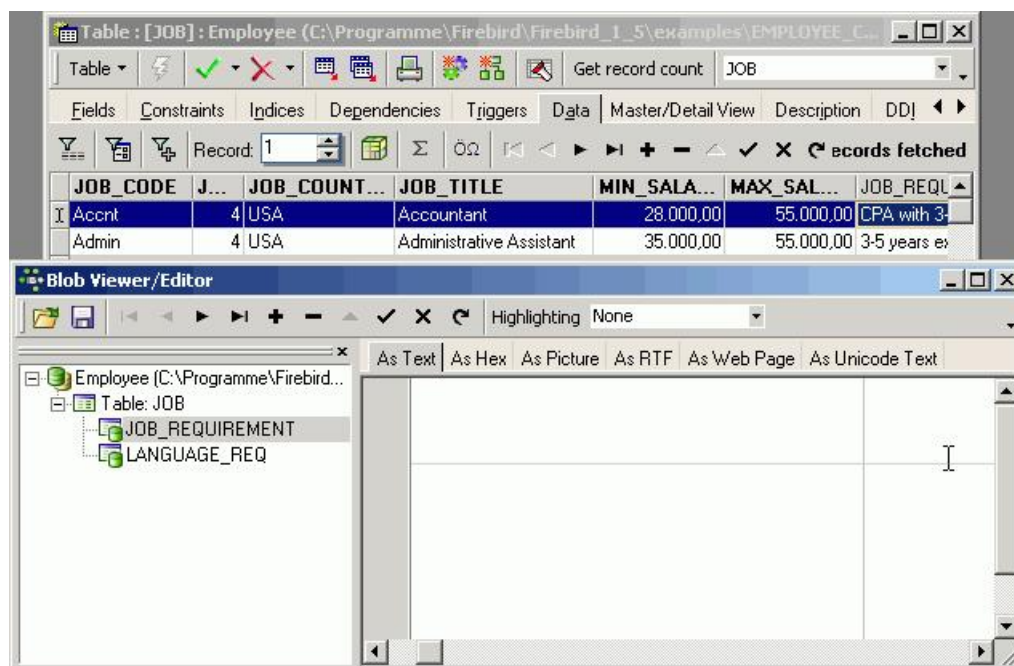 Table : [JOB] : Employee (C:\Programme\Firebird\Firebird_1_5\examples\EMPLOYEE_C...
Table Get record count JOB
Fields Constraints Indices Dependencies Triggers Data Master/Detail View Description DDl
Record: 1 Σ ÖΩ ecords fetched
JOB_CODE J... JOB_COUNT... JOB_TITLE MIN_SALA... MAX_SAL... JOB_REQU
Accnt 4 USA Accountant 28.000,00 55.000,00 CPA with 3-
Admin 4 USA Administrative Assistant 35.000,00 55.000,00 3-5 years ex
Blob Viewer/Editor
Highlighting None
As Text As Hex As Picture As RTF As Web Page As Unicode Text
Employee (C:\Programme\Firebird...
Table: JOB
JOB_REQUIREMENT
LANGUAGE_REQ